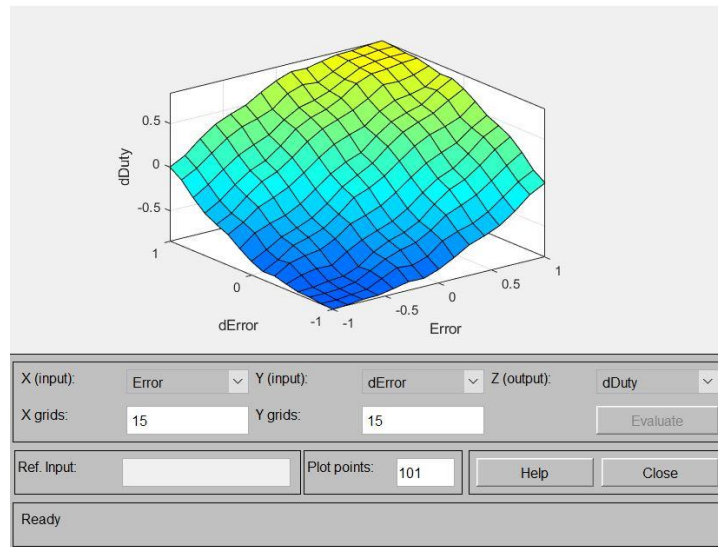 0.5
0
-0.5
dDuty
1
0
-1
dError
-1
-0.5
0
0.5
1
Error
X (input): Error Y (input): dError Z (output): dDuty
X grids: 15 Y grids: 15 Evaluate
Ref. Input: Plot points: 101 Help Close
Ready